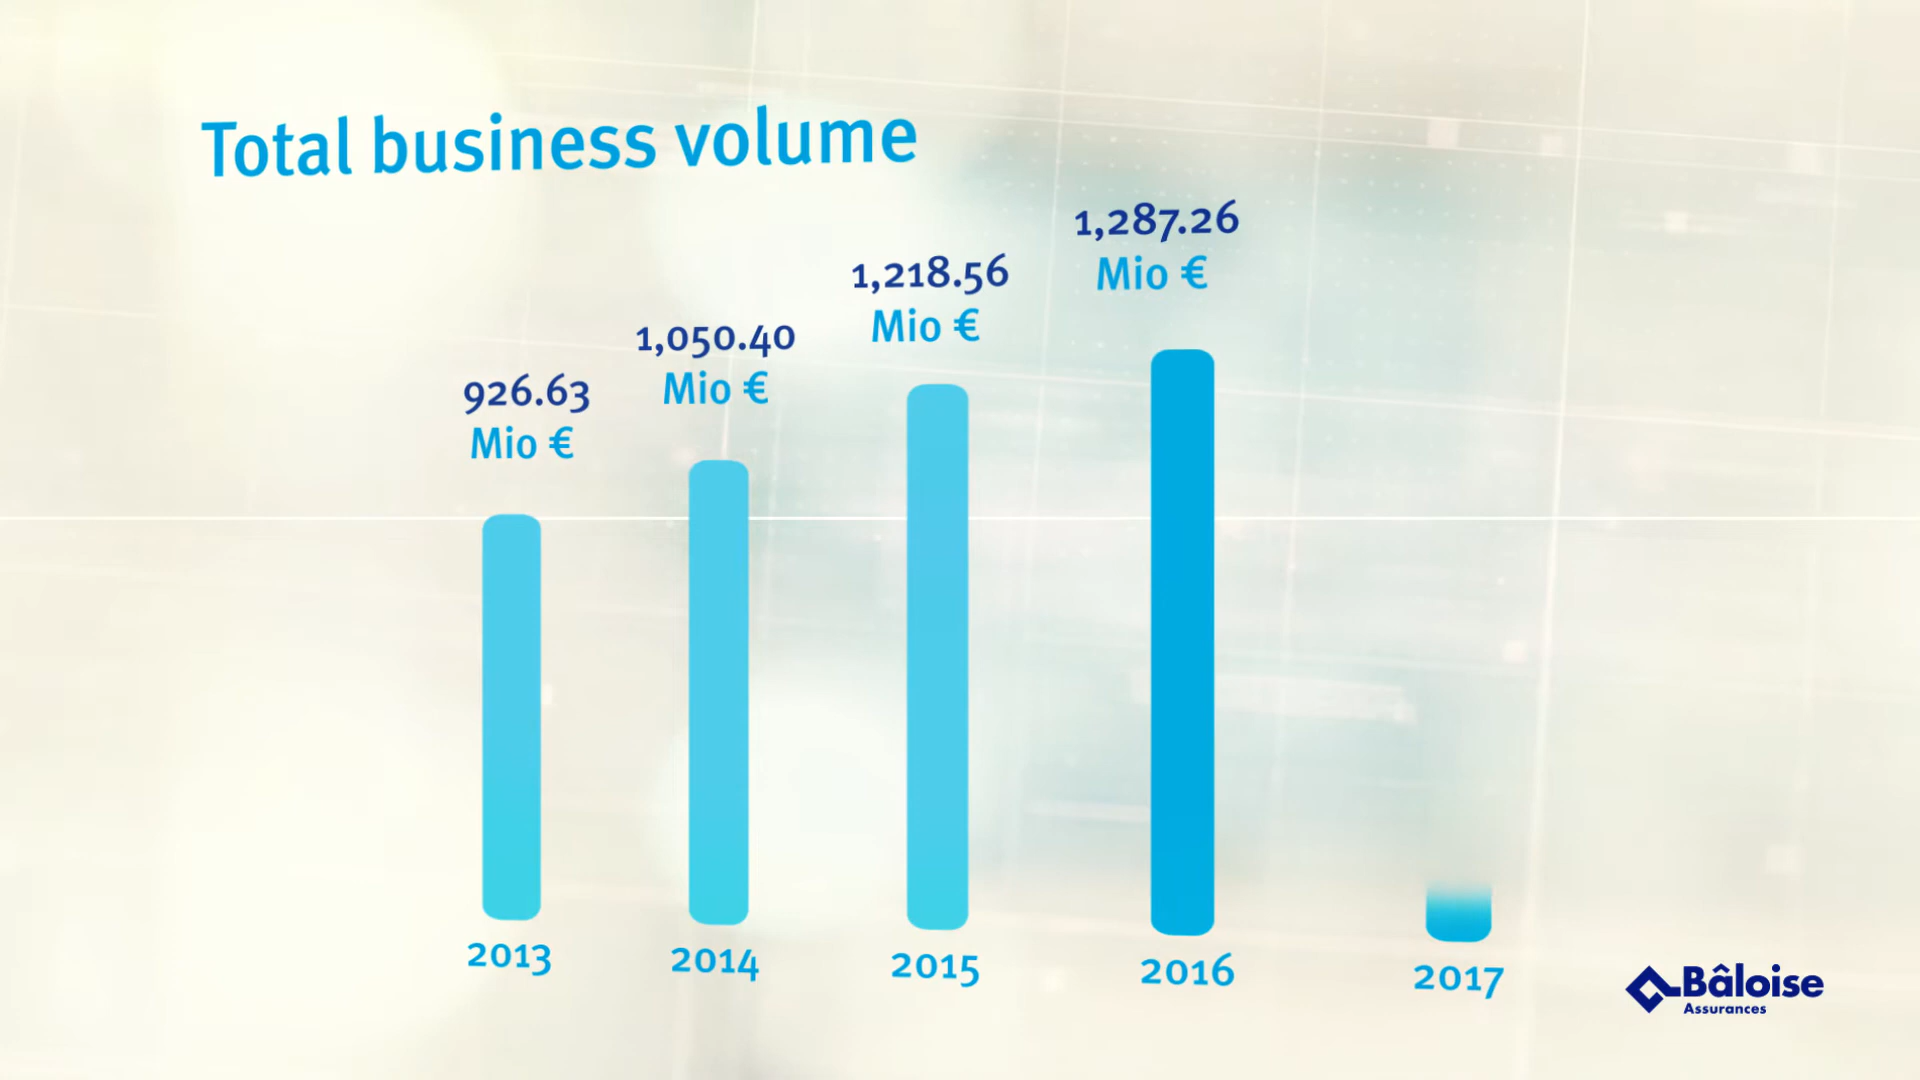 Total business volume
926.63
Mio €
1,050.40
Mio €
1,218.56
Mio €
1,287.26
Mio €
2013
2014
2015
2016
2017
Bâloise
Assurances